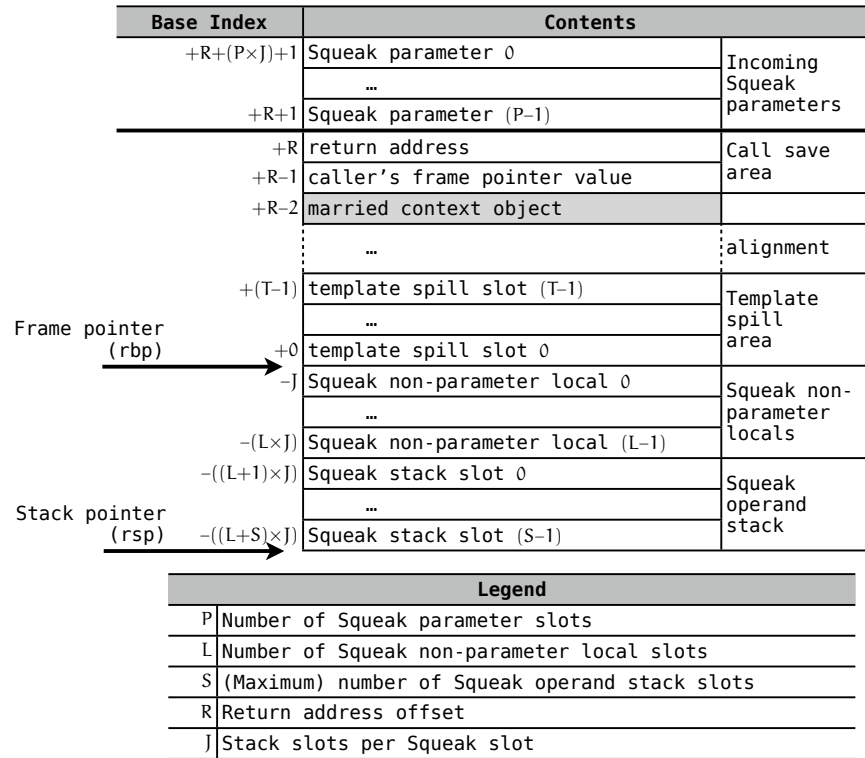 Base Index Contents
+R+(P×J)+1 Squeak parameter 0
…
+R+1 Squeak parameter (P–1)
Incoming
Squeak
parameters
+R return address
+R–1 caller's frame pointer value
Call save
area
+R–2 married context object
… alignment
+(T–1) template spill slot (T–1)
…
+0 template spill slot 0
Template
spill
area
Frame pointer
(rbp)
–J Squeak non-parameter local 0
…
–(L×J) Squeak non-parameter local (L–1)
Squeak non-
parameter
locals
–((L+1)×J) Squeak stack slot 0
…
–((L+S)×J) Squeak stack slot (S–1)
Squeak
operand
stack
Stack pointer
(rsp)
Legend
P Number of Squeak parameter slots
L Number of Squeak non-parameter local slots
S (Maximum) number of Squeak operand stack slots
R Return address offset
J Stack slots per Squeak slot